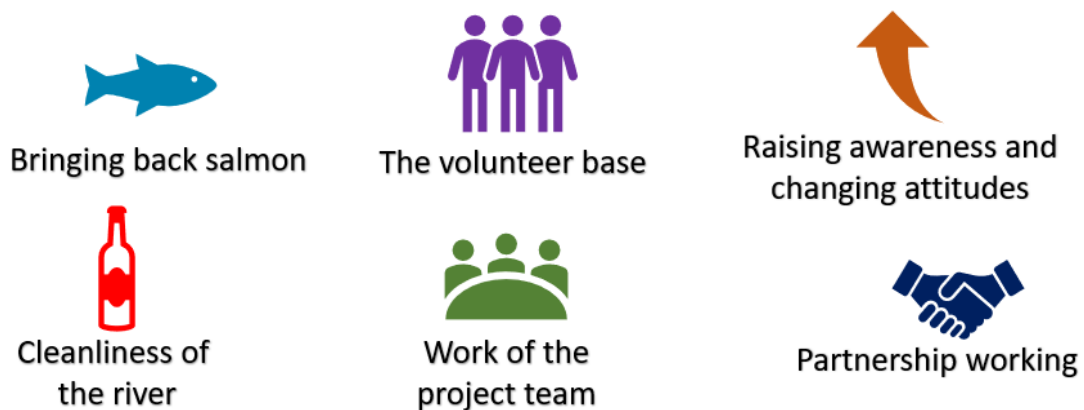 Bringing back salmon
The volunteer base
Raising awareness and
changing attitudes
Cleanliness of
the river
Work of the
project team
Partnership working